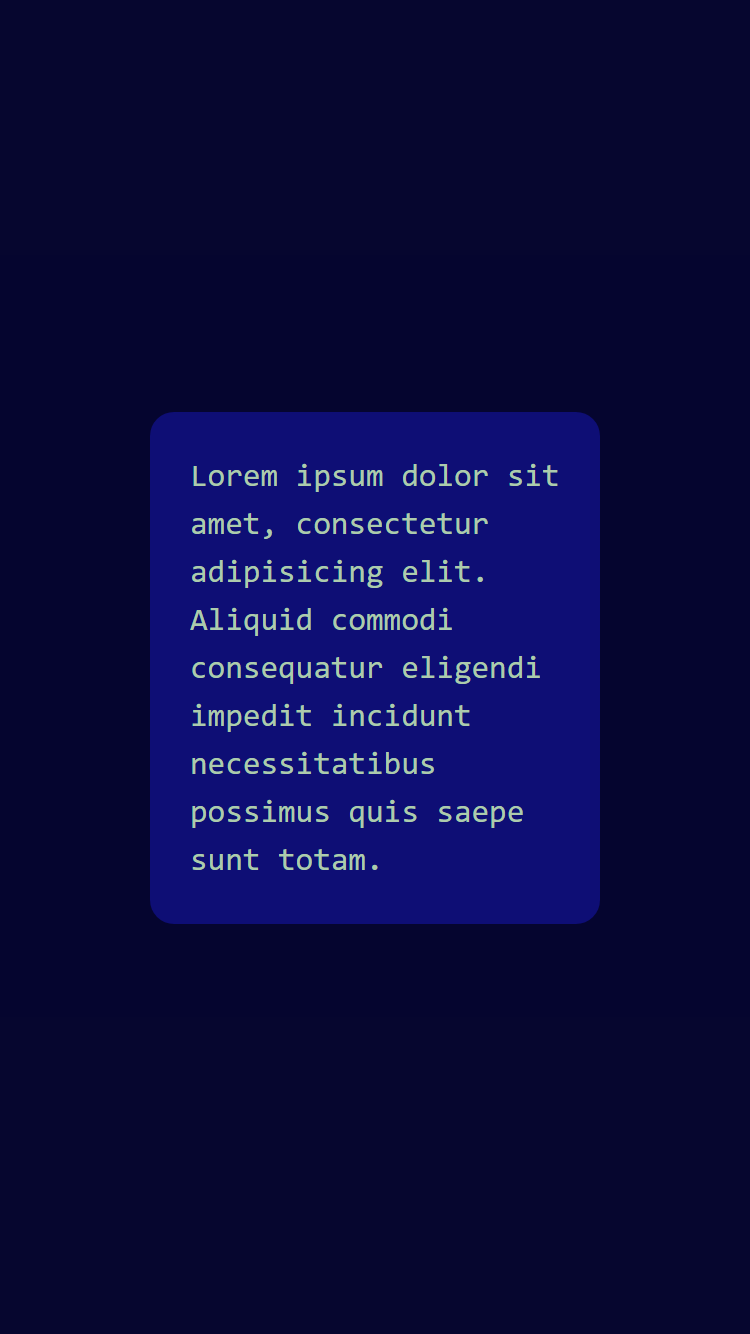 Lorem ipsum dolor sit
amet, consectetur
adipisicing elit.
Aliquid commodi
consequatur eligendi
impedit incidunt
necessitatibus
possimus quis saepe
sunt totam.